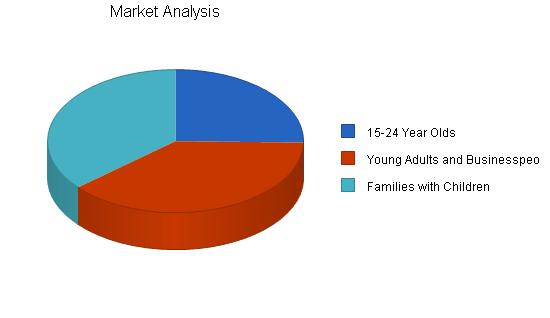 Market Analysis
15-24 Year Olds
Young Adults and Businesspeo
Families with Children